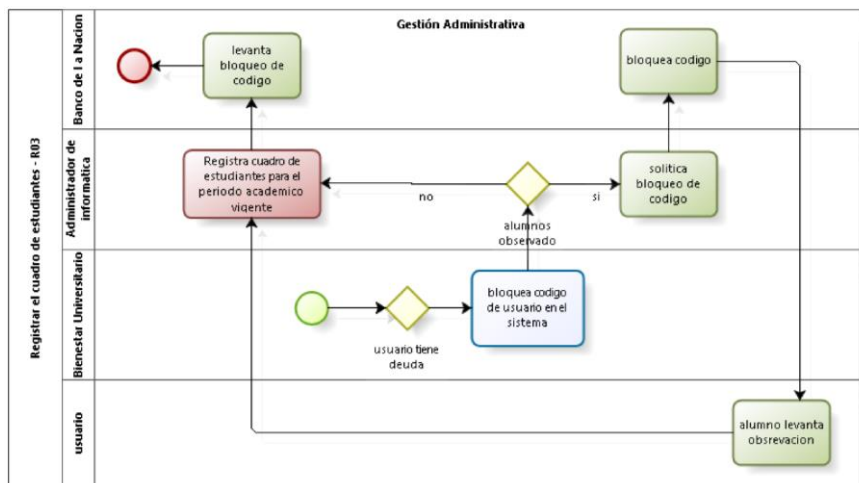 Gestión Administrativa
Registrar el cuadro de estudiantes - R03
Banco de l a Nacion
levanta
bloqueo de
codigo
bloquea codigo
Administrador de
informatica
Registra cuadro de
estudiantes para el
periodo academico
vigente
no
alumnos
observado
si
solitica
bloqueo de
codigo
Bienestar Universitario
usuario tiene
deuda
bloquea codigo
de usuario en el
sistema
usuario
alumno levanta
obsrevacion